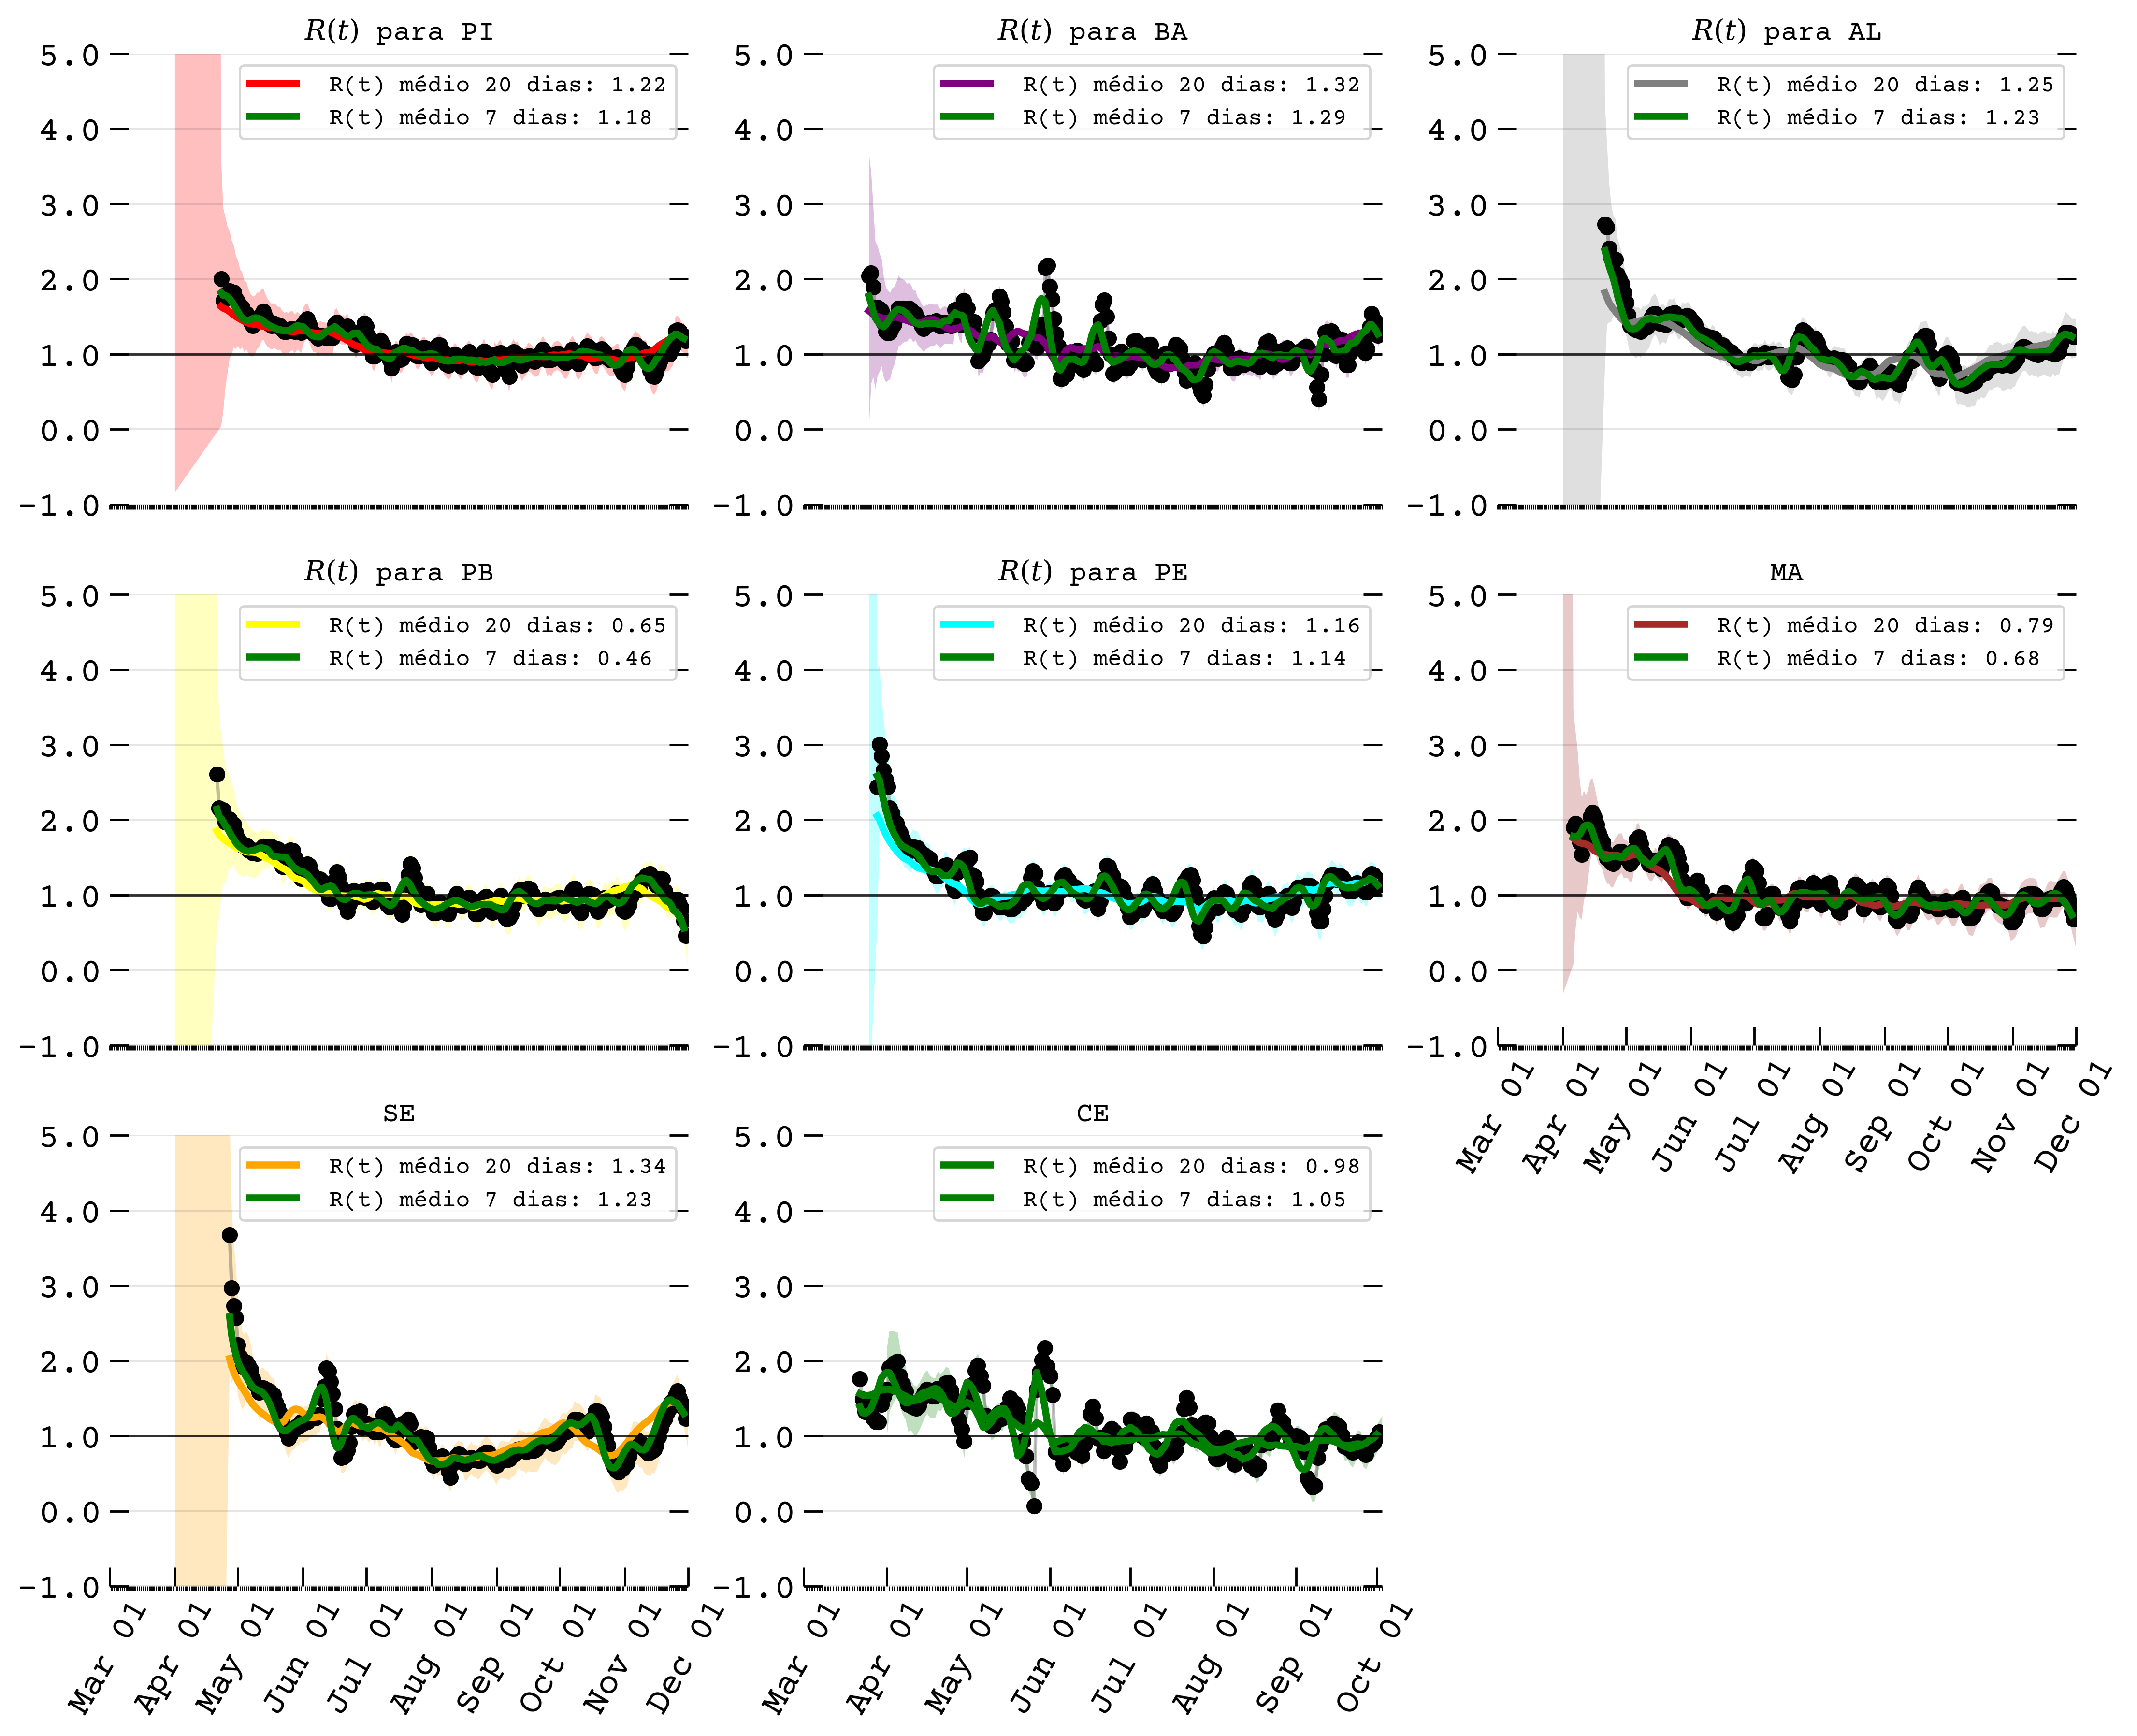 R(t) para PI
5.0
4.0
3.0
2.0
1.0
0.0
−1.0
R(t) médio 20 dias: 1.22
R(t) médio 7 dias: 1.18
R(t) para BA
5.0
4.0
3.0
2.0
1.0
0.0
−1.0
R(t) médio 20 dias: 1.32
R(t) médio 7 dias: 1.29
R(t) para AL
5.0
4.0
3.0
2.0
1.0
0.0
−1.0
R(t) médio 20 dias: 1.25
R(t) médio 7 dias: 1.23
R(t) para PB
5.0
4.0
3.0
2.0
1.0
0.0
−1.0
R(t) médio 20 dias: 0.65
R(t) médio 7 dias: 0.46
R(t) para PE
5.0
4.0
3.0
2.0
1.0
0.0
−1.0
R(t) médio 20 dias: 1.16
R(t) médio 7 dias: 1.14
MA
5.0
4.0
3.0
2.0
1.0
0.0
−1.0
R(t) médio 20 dias: 0.79
R(t) médio 7 dias: 0.68
Mar 01
Apr 01
May 01
Jun 01
Jul 01
Aug 01
Sep 01
Oct 01
Nov 01
Dec 01
SE
5.0
4.0
3.0
2.0
1.0
0.0
−1.0
R(t) médio 20 dias: 1.34
R(t) médio 7 dias: 1.23
Mar 01
Apr 01
May 01
Jun 01
Jul 01
Aug 01
Sep 01
Oct 01
Nov 01
Dec 01
CE
5.0
4.0
3.0
2.0
1.0
0.0
−1.0
R(t) médio 20 dias: 0.98
R(t) médio 7 dias: 1.05
Mar 01
Apr 01
May 01
Jun 01
Jul 01
Aug 01
Sep 01
Oct 01